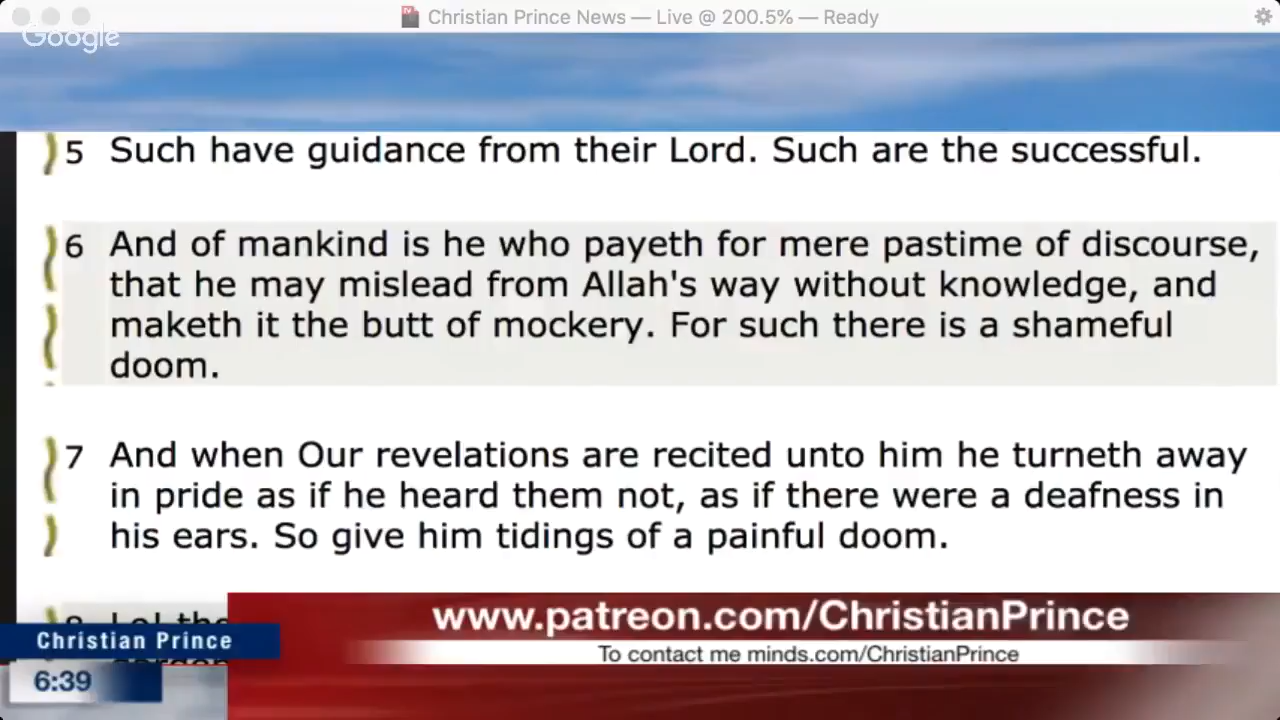 Christian Prince News — Live @ 200.5% — Ready
Google
5 Such have guidance from their Lord. Such are the successful.
6 And of mankind is he who payeth for mere pastime of discourse,
that he may mislead from Allah's way without knowledge, and
maketh it the butt of mockery. For such there is a shameful
doom.
7 And when Our revelations are recited unto him he turneth away
in pride as if he heard them not, as if there were a deafness in
his ears. So give him tidings of a painful doom.
8 Lo! the
www.patreon.com/ChristianPrince
Christian Prince
To contact me minds.com/ChristianPrince
6:39